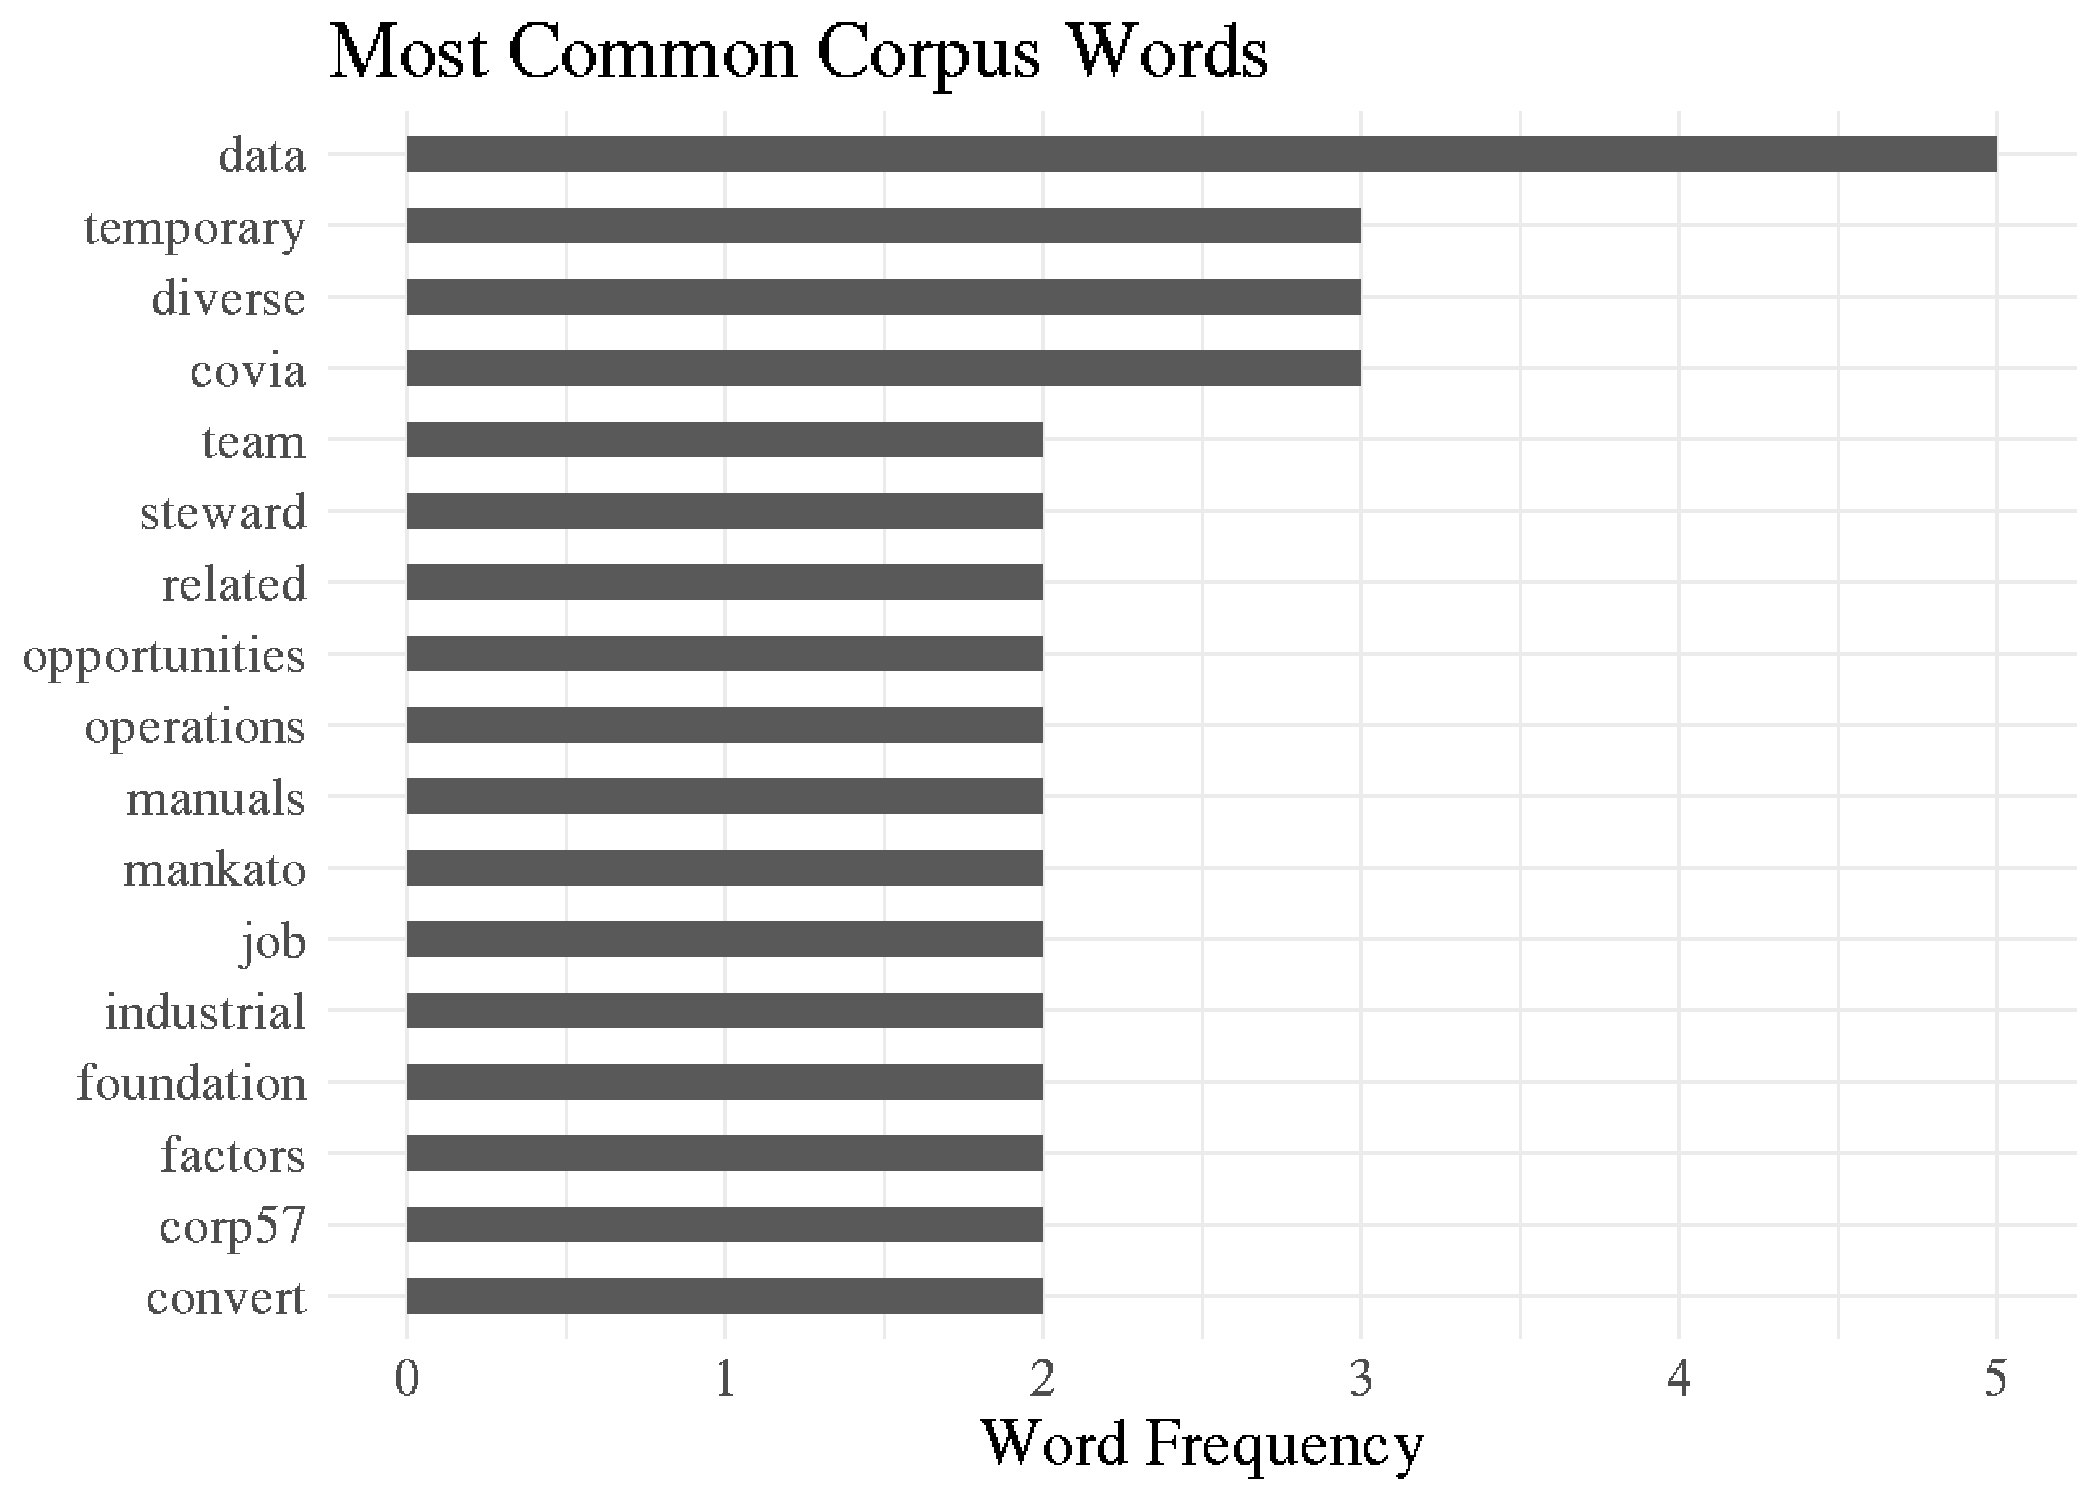 Most Common Corpus Words
data
temporary
diverse
covia
team
steward
related
opportunities
operations
manuals
mankato
job
industrial
foundation
factors
corp57
convert
0 1 2 3 4 5
Word Frequency